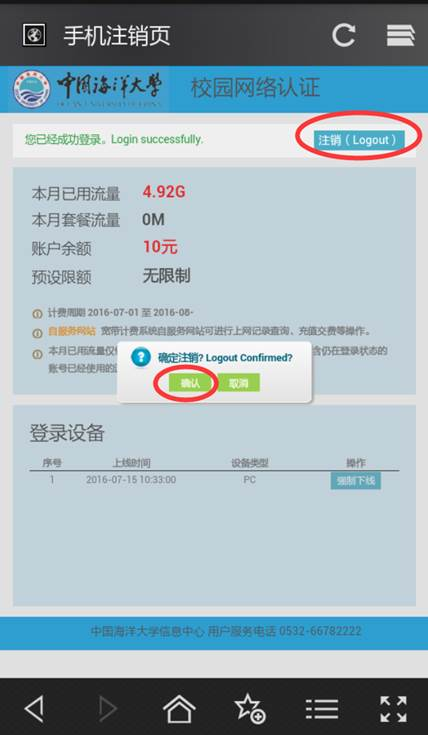 手机注销页
中国海洋大学
OCEAN UNIVERSITY OF CHINA
校园网络认证
您已经成功登录。Login successfully.
注销（Logout）
本月已用流量 4.92G
本月套餐流量 0M
账户余额 10元
预设限额 无限制
计费周期 2016-07-01 至 2016-08-
自服务网站 宽带计费系统自服务网站可进行上网记录查询、充值交费等操作。
本月已用流量仅 含仍在登录状态的
账号已经使用的
确定注销? Logout Confirmed?
确认 取消
登录设备
序号 上线时间 设备类型 操作
1 2016-07-15 10:33:00 PC 强制下线
中国海洋大学信息中心 用户服务电话 0532-66782222